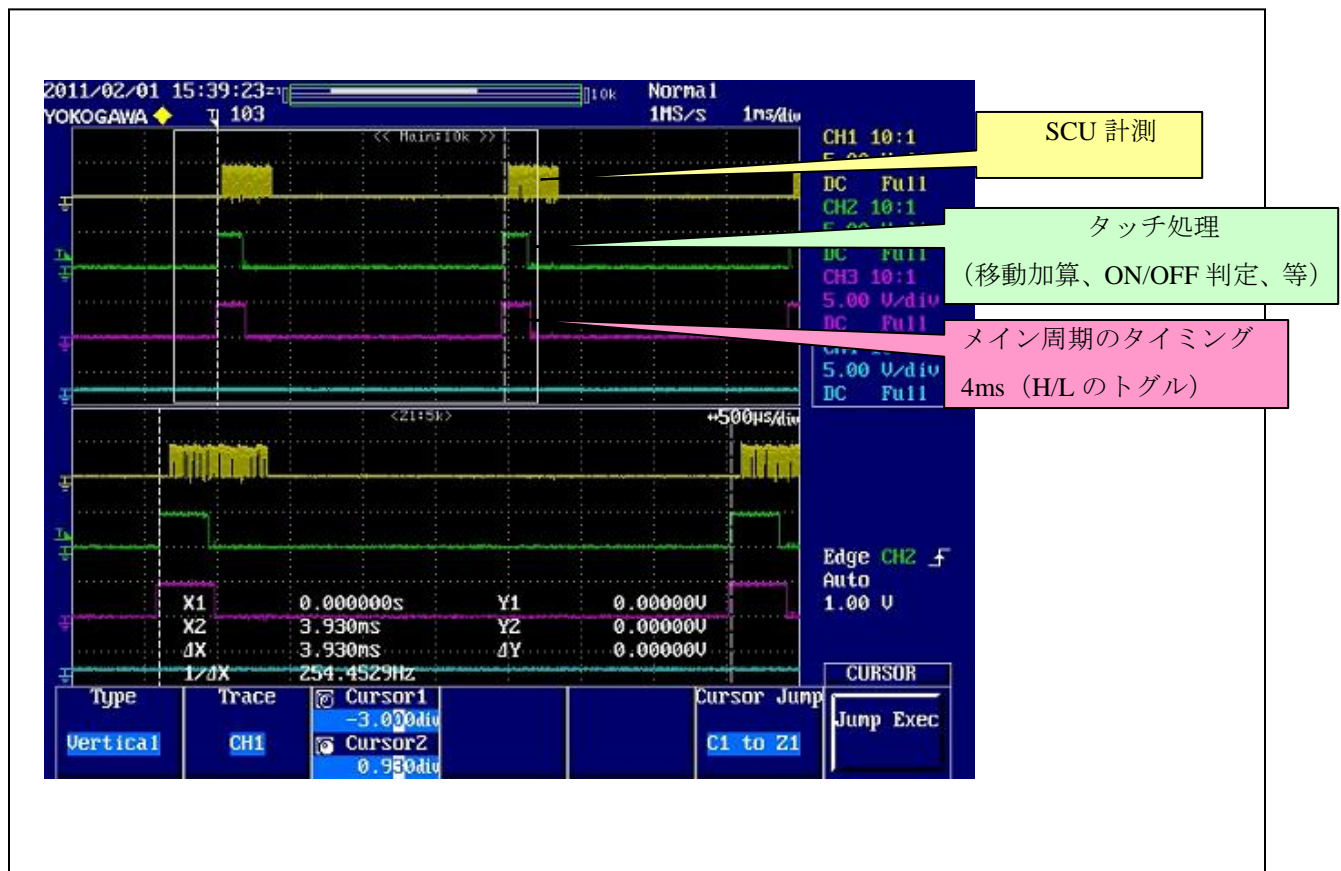 2011/02/01 15:39:23
10k
Normal
YOKOGAWA
103
1MS/s 1ms/div
<< Main:10k >>
CH1 10:1
DC Full
CH2 10:1
DC Full
CH3 10:1
5.00 V/div
DC Full
5.00 V/div
DC Full
SCU 計測
タッチ処理
(移動加算、ON/OFF 判定、等)
メイン周期のタイミング
4ms(H/L のトグル)
<Z1:5k>
500µs/div
Edge CH2
Auto
1.00 V
X1 0.000000s Y1 0.00000V
X2 3.930ms Y2 0.00000V
ΔX 3.930ms ΔY 0.00000V
1/ΔX 254.4529Hz
CURSOR
Type
Vertical
Trace
CH1
Cursor1
-3.000div
Cursor2
0.930div
Cursor Jump
C1 to Z1
Jump Exec